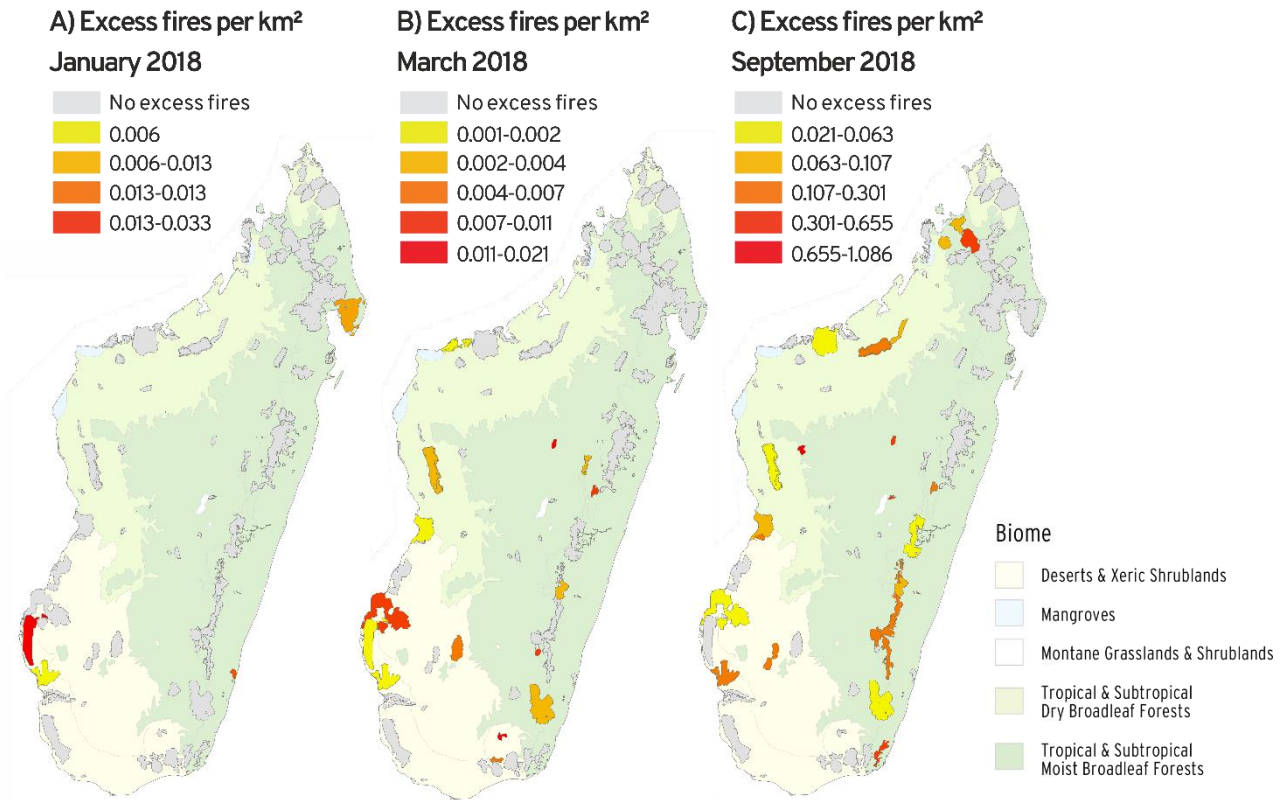 A) Excess fires per km²
January 2018
No excess fires
0.006
0.006-0.013
0.013-0.013
0.013-0.033
B) Excess fires per km²
March 2018
No excess fires
0.001-0.002
0.002-0.004
0.004-0.007
0.007-0.011
0.011-0.021
C) Excess fires per km²
September 2018
No excess fires
0.021-0.063
0.063-0.107
0.107-0.301
0.301-0.655
0.655-1.086
Biome
Deserts & Xeric Shrublands
Mangroves
Montane Grasslands & Shrublands
Tropical & Subtropical
Dry Broadleaf Forests
Tropical & Subtropical
Moist Broadleaf Forests